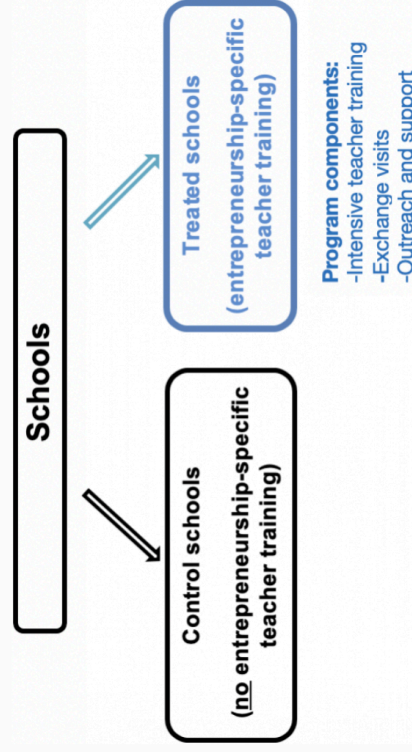 Schools
Control schools
(no entrepreneurship-specific
teacher training)
Treated schools
(entrepreneurship-specific
teacher training)
Program components:
-Intensive teacher training
-Exchange visits
-Outreach and support